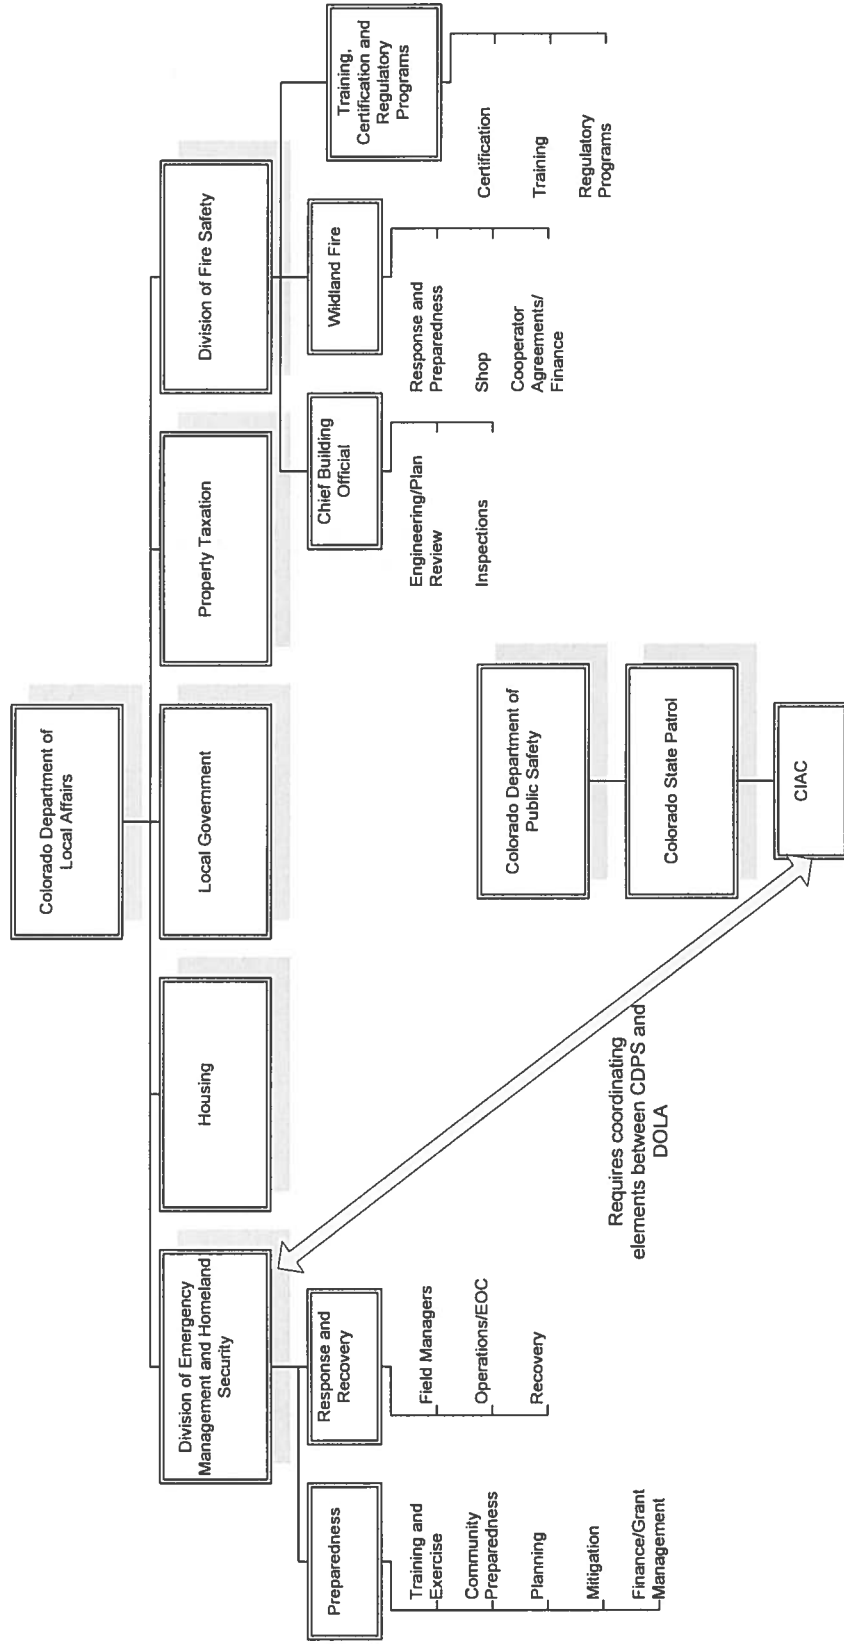 Colorado Department of
Local Affairs
Division of Emergency
Management and Homeland
Security
Housing
Local Government
Property Taxation
Division of Fire Safety
Preparedness
Training and
Exercise
Community
Preparedness
Planning
Mitigation
Finance/Grant
Management
Response and
Recovery
Field Managers
Operations/EOC
Recovery
Chief Building
Official
Engineering/Plan
Review
Inspections
Wildland Fire
Response and
Preparedness
Shop
Cooperator
Agreements/
Finance
Training,
Certification and
Regulatory
Programs
Certification
Training
Regulatory
Programs
Requires coordinating
elements between CDPS and
DOLA
Colorado Department of
Public Safety
Colorado State Patrol
CIAC